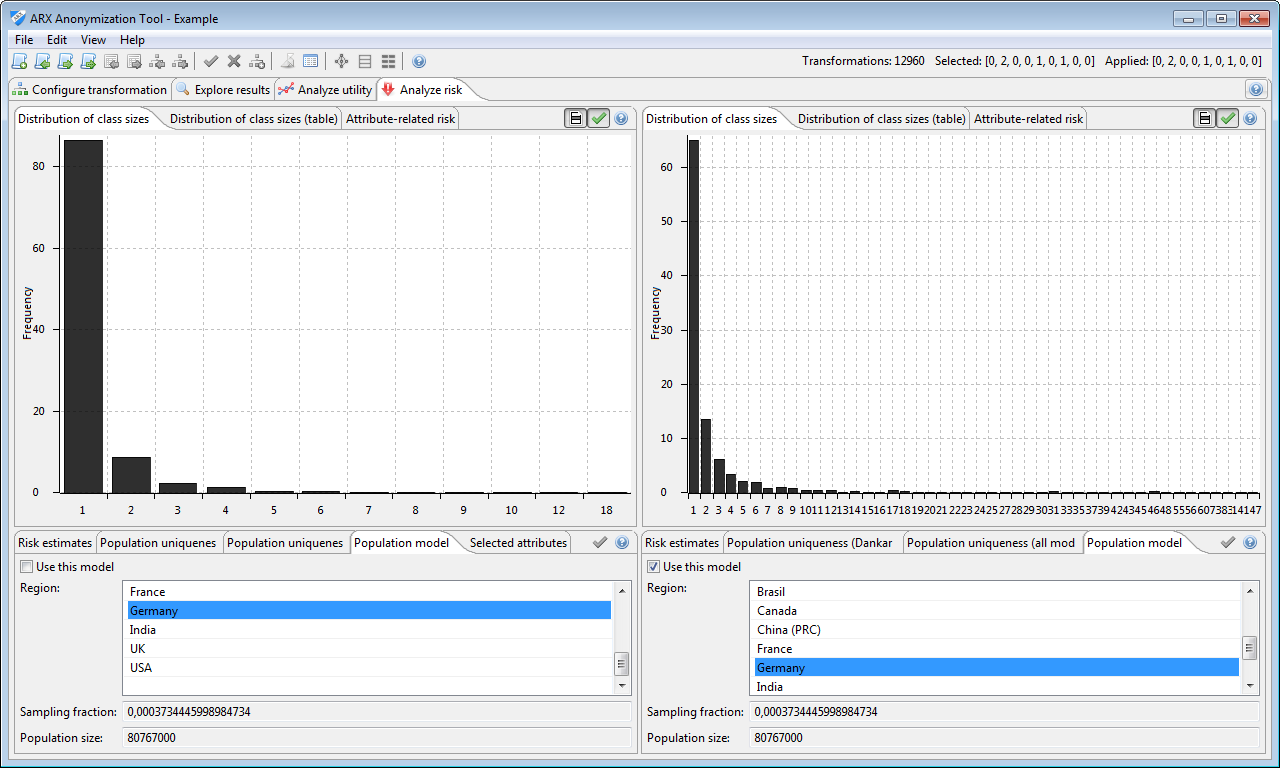 ARX Anonymization Tool - Example
File Edit View Help
Transformations: 12960 Selected: [0, 2, 0, 0, 1, 0, 1, 0, 0] Applied: [0, 2, 0, 0, 1, 0, 1, 0, 0]
Configure transformation Explore results Analyze utility Analyze risk
Distribution of class sizes Distribution of class sizes (table) Attribute-related risk
Frequency
80
60
40
20
0
1 2 3 4 5 6 7 8 9 10 12 18
Distribution of class sizes Distribution of class sizes (table) Attribute-related risk
Frequency
60
50
40
30
20
10
0
1 2 3 4 5 6 7 8 9 10 11 12 13 14 15 16 17 18 19 20 21 22 23 24 25 26 27 28 29 30 31 33 35 37 39 42 43 45 46 48 55 56 60 73 83 141 147
Risk estimates Population uniquenes Population uniquenes Population model Selected attributes
Use this model
Region:
France
Germany
India
UK
USA
Sampling fraction: 0,0003734445998984734
Population size: 80767000
Risk estimates Population uniqueness (Dankar Population uniqueness (all mod Population model
Use this model
Region:
Brasil
Canada
China (PRC)
France
Germany
India
Sampling fraction: 0,0003734445998984734
Population size: 80767000